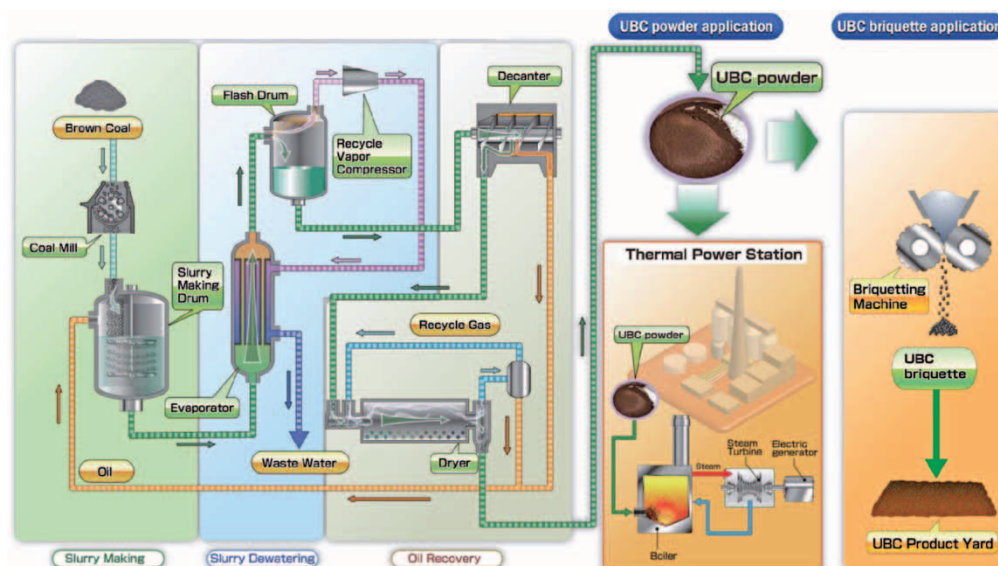 UBC powder application
UBC briquette application
Brown Coal
Coal Mill
Slurry
Making
Drum
Oil
Flash Drum
Recycle
Vapor
Compressor
Evaporator
Waste Water
Decanter
Recycle Gas
Dryer
Slurry Making
Slurry Dewatering
Oil Recovery
UBC powder
Thermal Power Station
UBC powder
Steam
Steam
Turbine
Electric
generator
Boiler
Briquetting
Machine
UBC
briquette
UBC Product Yard